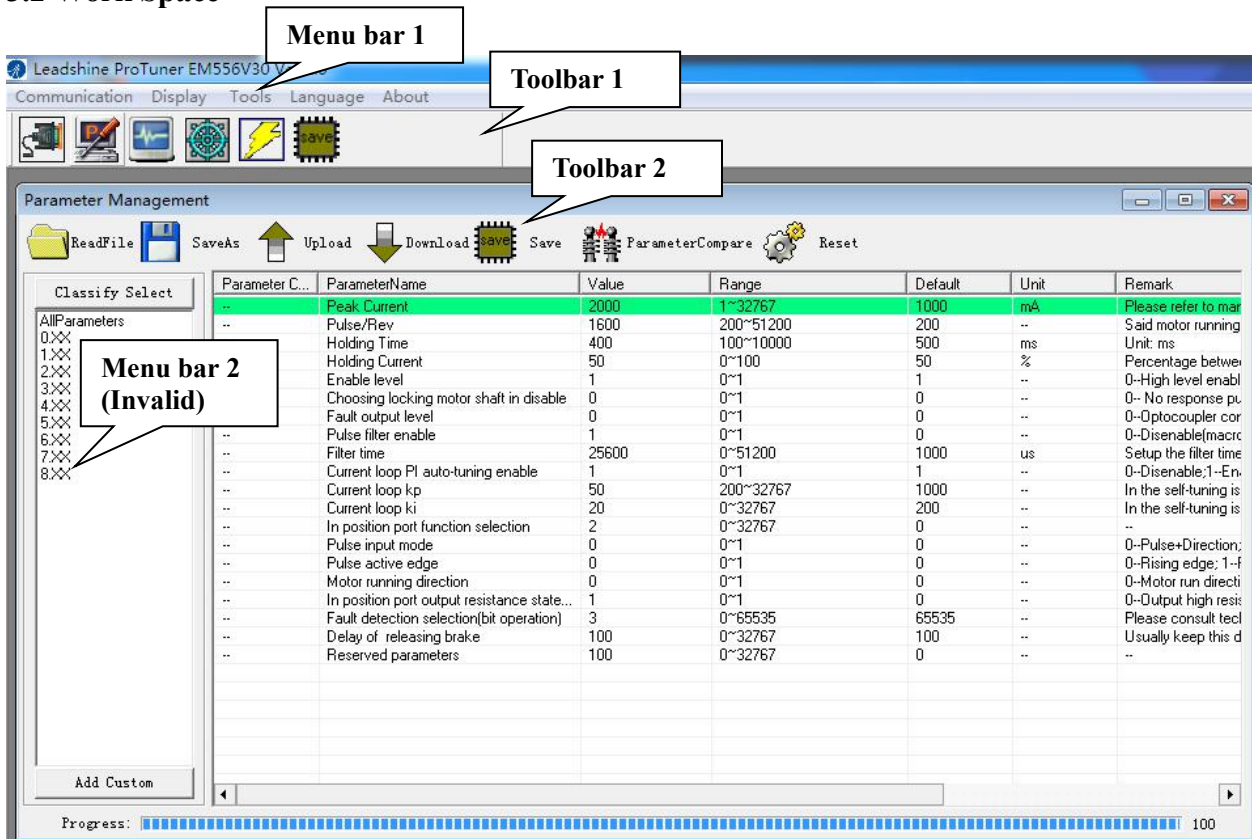 Menu bar 1
Leadshine ProTuner EM556V30
Toolbar 1
Communication Display Tools Language About
save
Toolbar 2
Parameter Management
ReadFile SaveAs Upload Download save Save ParameterCompare Reset
Classify Select
Parameter C... ParameterName Value Range Default Unit Remark
-- Peak Current 2000 1~32767 1000 mA Please refer to mar
AllParameters
-- Pulse/Rev 1600 200~51200 200 -- Said motor running
0.XX
Holding Time 400 100~10000 500 ms Unit: ms
1.XX
Holding Current 50 0~100 50 % Percentage betwe
2.XX
Menu bar 2
(Invalid)
Enable level 1 0~1 1 -- 0--High level enabl
3.XX
Choosing locking motor shaft in disable 0 0~1 0 -- 0-- No response pu
4.XX
Fault output level 0 0~1 0 -- 0--Optocoupler cor
5.XX
-- Pulse filter enable 1 0~1 0 -- 0--Disenable(macro
6.XX
-- Filter time 25600 0~51200 1000 us Setup the filter time
7.XX
-- Current loop PI auto-tuning enable 1 0~1 1 -- 0--Disenable;1--En
8.XX
-- Current loop kp 50 200~32767 1000 -- In the self-tuning is
-- Current loop ki 20 0~32767 200 -- In the self-tuning is
-- In position port function selection 2 0~32767 0 -- --
-- Pulse input mode 0 0~1 0 -- 0--Pulse+Direction;
-- Pulse active edge 0 0~1 0 -- 0--Rising edge; 1--F
-- Motor running direction 0 0~1 0 -- 0--Motor run directi
-- In position port output resistance state... 1 0~1 0 -- 0--Output high resis
-- Fault detection selection(bit operation) 3 0~65535 65535 -- Please consult tecl
-- Delay of releasing brake 100 0~32767 100 -- Usually keep this d
-- Reserved parameters 100 0~32767 0 -- --
Add Custom
Progress: 100